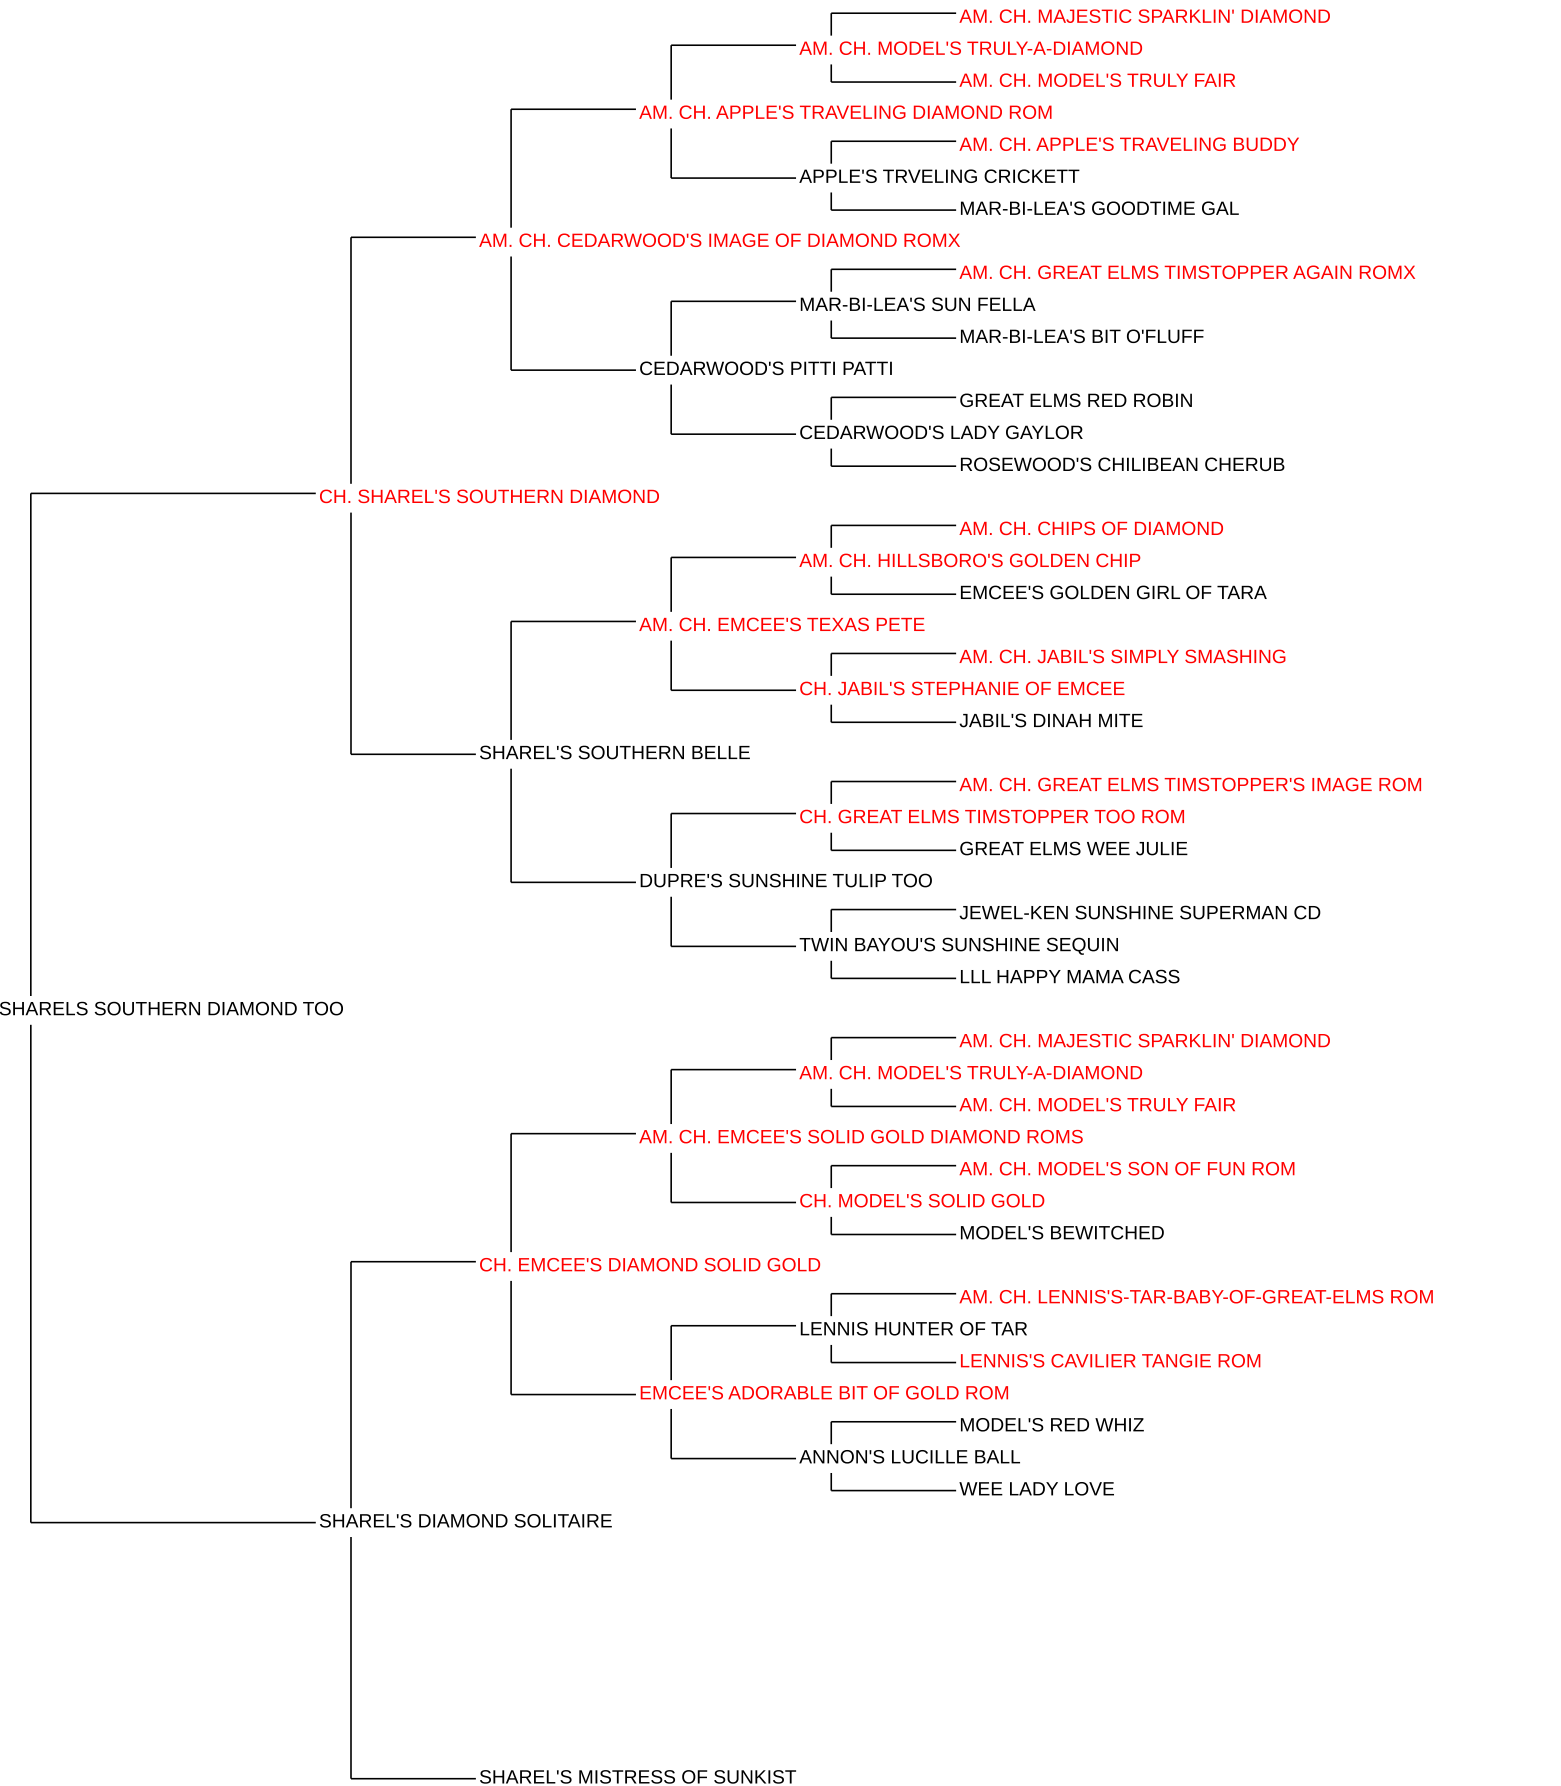 AM. CH. MAJESTIC SPARKLIN' DIAMOND
AM. CH. MODEL'S TRULY-A-DIAMOND
AM. CH. MODEL'S TRULY FAIR
AM. CH. APPLE'S TRAVELING DIAMOND ROM
AM. CH. APPLE'S TRAVELING BUDDY
APPLE'S TRVELING CRICKETT
MAR-BI-LEA'S GOODTIME GAL
AM. CH. CEDARWOOD'S IMAGE OF DIAMOND ROMX
AM. CH. GREAT ELMS TIMSTOPPER AGAIN ROMX
MAR-BI-LEA'S SUN FELLA
MAR-BI-LEA'S BIT O'FLUFF
CEDARWOOD'S PITTI PATTI
GREAT ELMS RED ROBIN
CEDARWOOD'S LADY GAYLOR
ROSEWOOD'S CHILIBEAN CHERUB
CH. SHAREL'S SOUTHERN DIAMOND
AM. CH. CHIPS OF DIAMOND
AM. CH. HILLSBORO'S GOLDEN CHIP
EMCEE'S GOLDEN GIRL OF TARA
AM. CH. EMCEE'S TEXAS PETE
AM. CH. JABIL'S SIMPLY SMASHING
CH. JABIL'S STEPHANIE OF EMCEE
JABIL'S DINAH MITE
SHAREL'S SOUTHERN BELLE
AM. CH. GREAT ELMS TIMSTOPPER'S IMAGE ROM
CH. GREAT ELMS TIMSTOPPER TOO ROM
GREAT ELMS WEE JULIE
DUPRE'S SUNSHINE TULIP TOO
JEWEL-KEN SUNSHINE SUPERMAN CD
TWIN BAYOU'S SUNSHINE SEQUIN
LLL HAPPY MAMA CASS
SHARELS SOUTHERN DIAMOND TOO
AM. CH. MAJESTIC SPARKLIN' DIAMOND
AM. CH. MODEL'S TRULY-A-DIAMOND
AM. CH. MODEL'S TRULY FAIR
AM. CH. EMCEE'S SOLID GOLD DIAMOND ROMS
AM. CH. MODEL'S SON OF FUN ROM
CH. MODEL'S SOLID GOLD
MODEL'S BEWITCHED
CH. EMCEE'S DIAMOND SOLID GOLD
AM. CH. LENNIS'S-TAR-BABY-OF-GREAT-ELMS ROM
LENNIS HUNTER OF TAR
LENNIS'S CAVILIER TANGIE ROM
EMCEE'S ADORABLE BIT OF GOLD ROM
MODEL'S RED WHIZ
ANNON'S LUCILLE BALL
WEE LADY LOVE
SHAREL'S DIAMOND SOLITAIRE
SHAREL'S MISTRESS OF SUNKIST